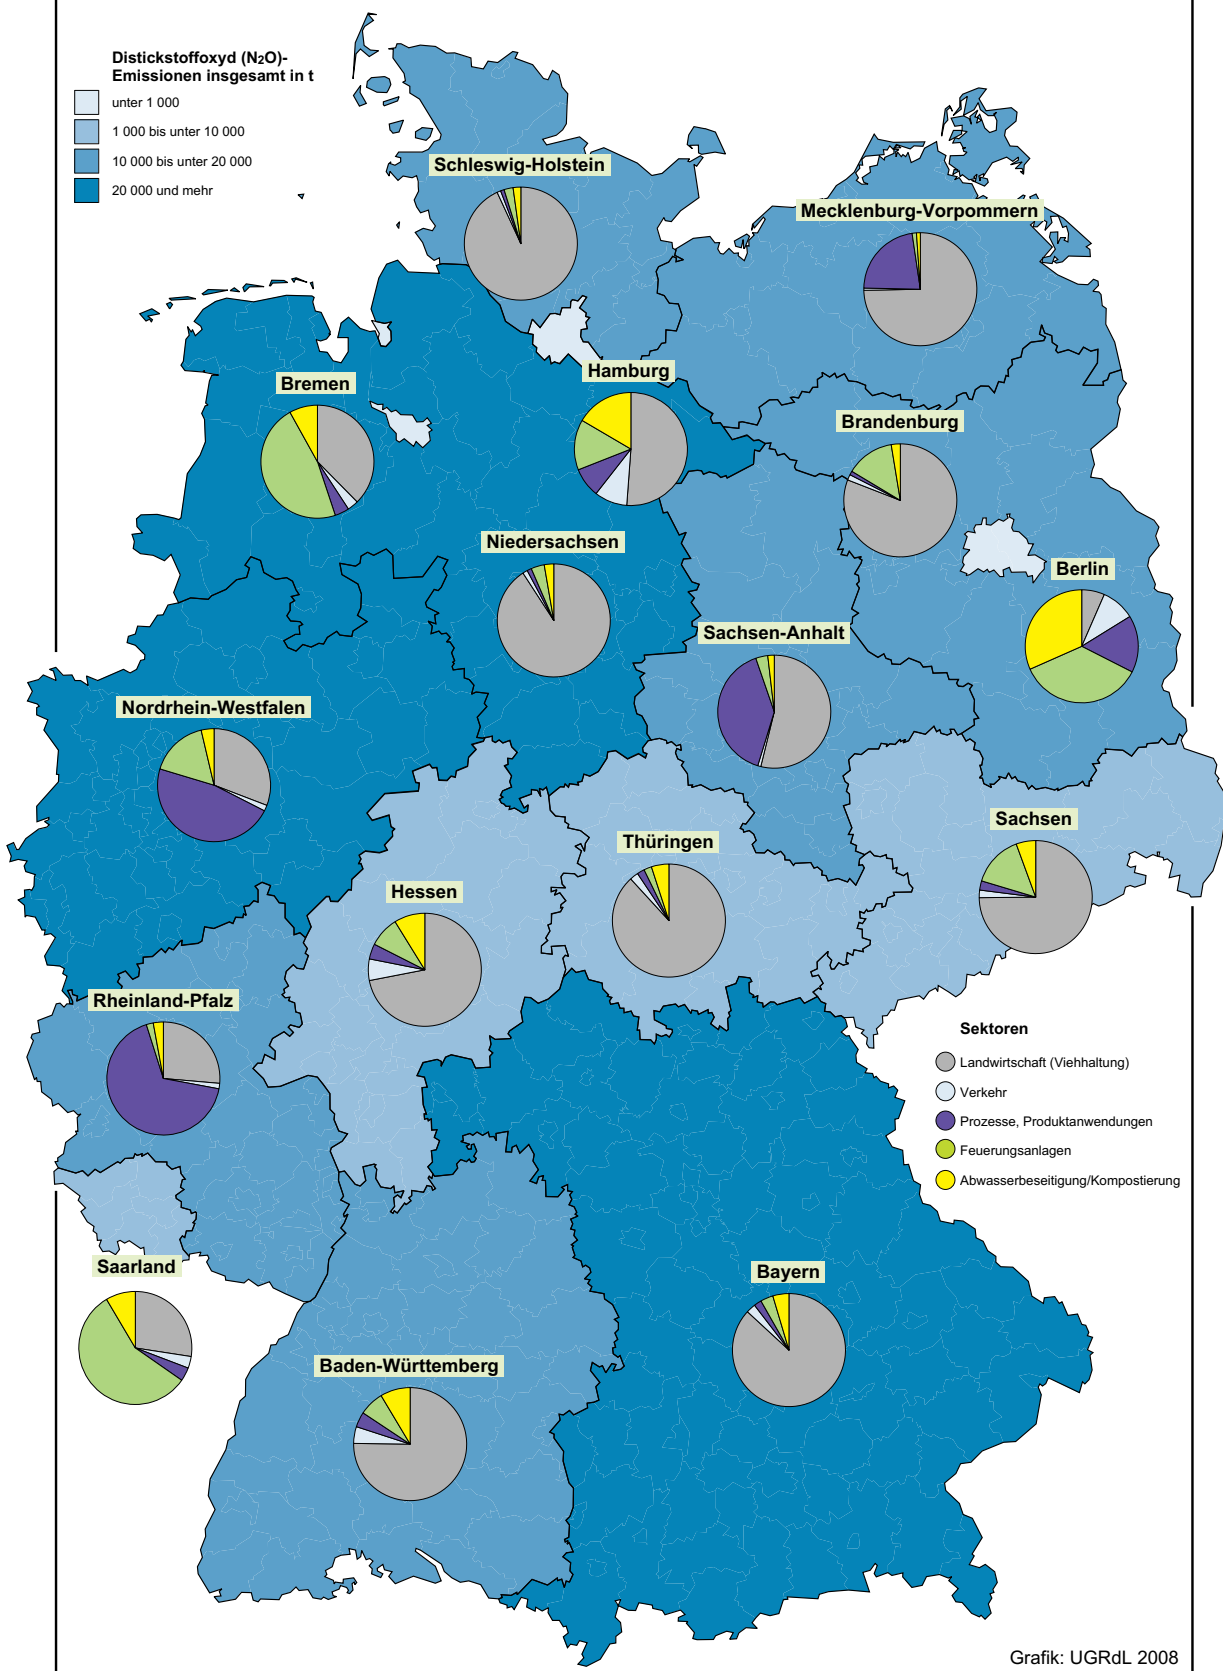 Distickstoffoxyd (N2O)-
Emissionen insgesamt in t
unter 1 000
1 000 bis unter 10 000
10 000 bis unter 20 000
20 000 und mehr
Schleswig-Holstein
Mecklenburg-Vorpommern
Hamburg
Bremen
Brandenburg
Niedersachsen
Berlin
Sachsen-Anhalt
Nordrhein-Westfalen
Sachsen
Thüringen
Hessen
Rheinland-Pfalz
Sektoren
Landwirtschaft (Viehhaltung)
Verkehr
Prozesse, Produktanwendungen
Feuerungsanlagen
Abwasserbeseitigung/Kompostierung
Saarland
Bayern
Baden-Württemberg
Grafik: UGRdL 2008